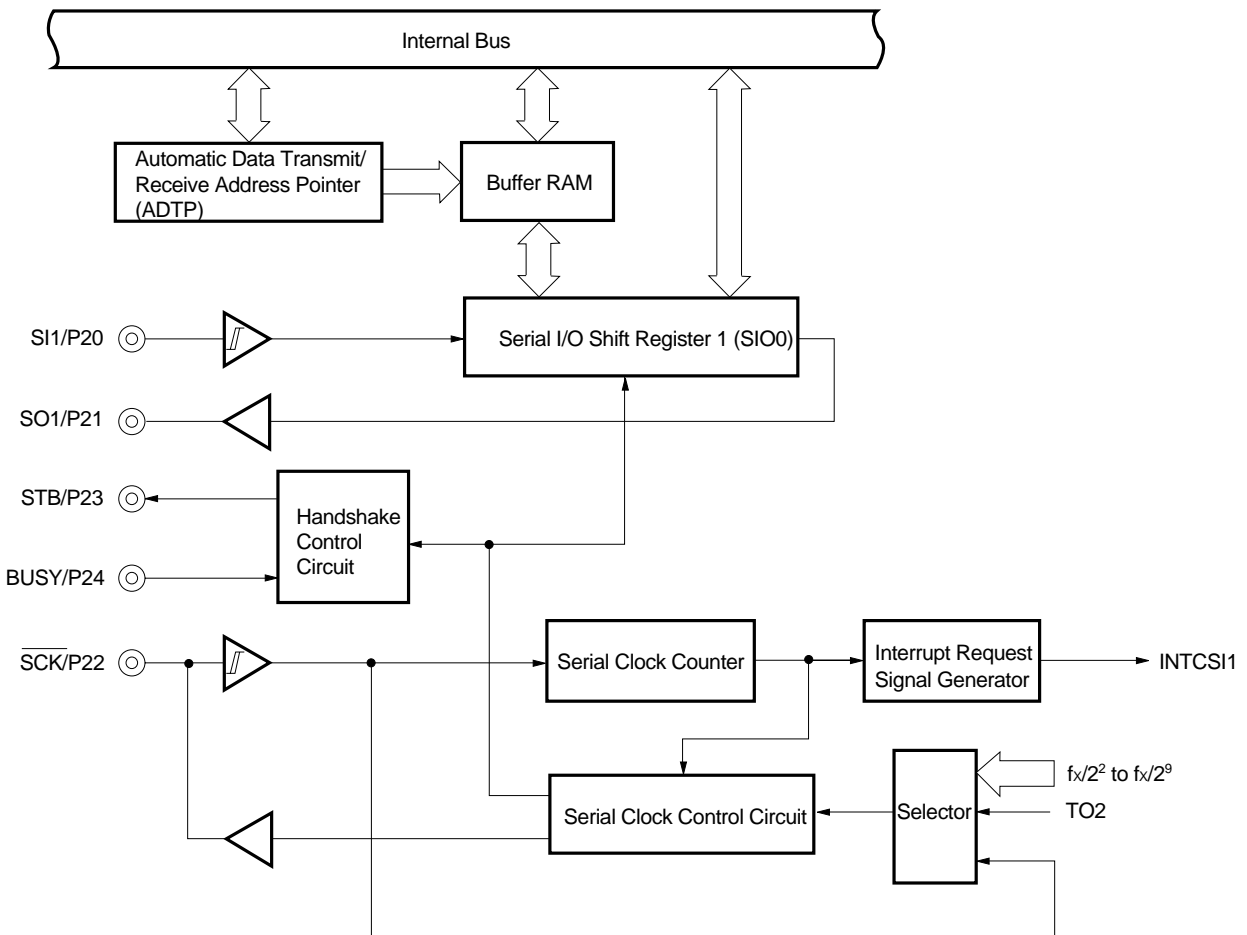 Internal Bus
Automatic Data Transmit/
Receive Address Pointer
(ADTP)
Buffer RAM
SI1/P20
Serial I/O Shift Register 1 (SIO0)
SO1/P21
STB/P23
Handshake
Control
Circuit
BUSY/P24
S̅C̅K̅/P22
Serial Clock Counter
Interrupt Request
Signal Generator
INTCSI1
fx/2² to fx/2⁹
Selector
TO2
Serial Clock Control Circuit